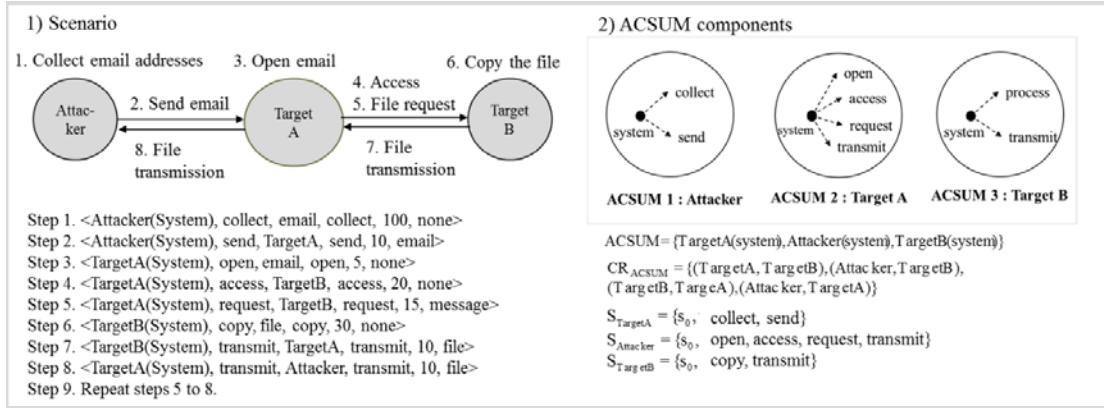 1) Scenario
1. Collect email addresses
3. Open email
6. Copy the file
4. Access
2. Send email
5. File request
Attac-
ker
Target
A
Target
B
8. File
transmission
7. File
transmission
Step 1. <Attacker(System), collect, email, collect, 100, none>
Step 2. <Attacker(System), send, TargetA, send, 10, email>
Step 3. <TargetA(System), open, email, open, 5, none>
Step 4. <TargetA(System), access, TargetB, access, 20, none>
Step 5. <TargetA(System), request, TargetB, request, 15, message>
Step 6. <TargetB(System), copy, file, copy, 30, none>
Step 7. <TargetB(System), transmit, TargetA, transmit, 10, file>
Step 8. <TargetA(System), transmit, Attacker, transmit, 10, file>
Step 9. Repeat steps 5 to 8.
2) ACSUM components
collect
system
send
open
access
system
request
transmit
process
system
transmit
ACSUM 1 : Attacker
ACSUM 2 : Target A
ACSUM 3 : Target B
ACSUM= {TargetA(system),Attacker(system),TargetB(system)}
CR ACSUM = {(TargetA,TargetB),(Attacker,TargetB),
(TargetB,TargeA),(Attacker,TargetA)}
S TargetA = {s0, collect, send}
S Attacker = {s0, open, access, request, transmit}
S TargetB = {s0, copy, transmit}